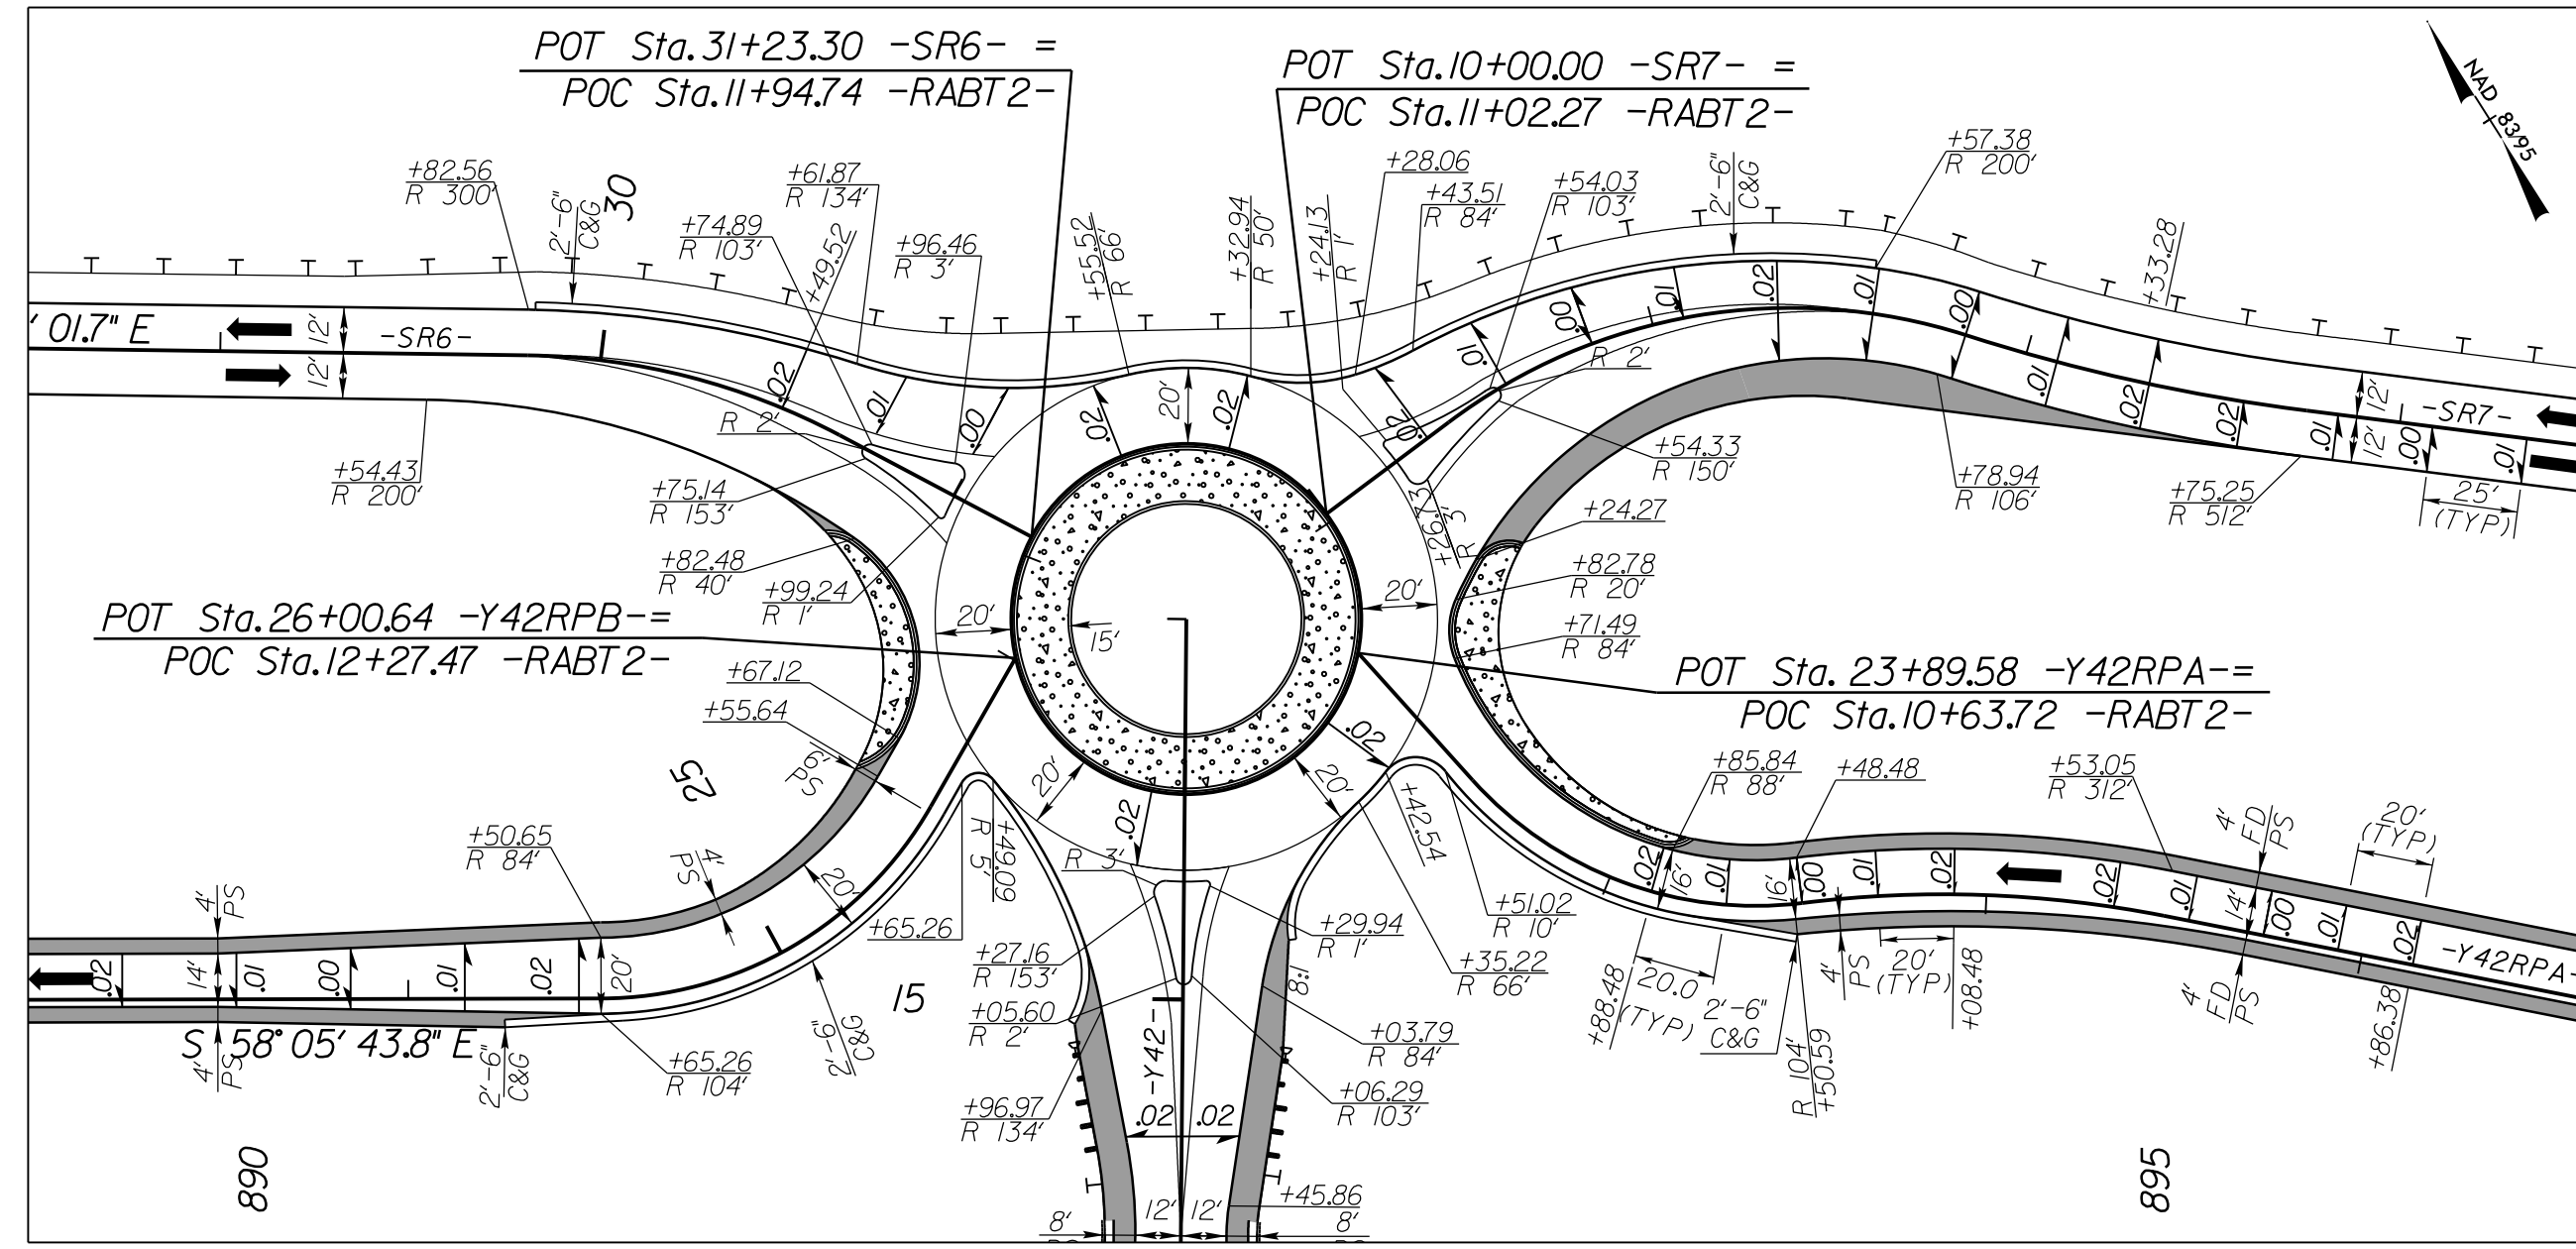 POT Sta. 31+23.30 -SR6- =
POC Sta. 11+94.74 -RABT2-
POT Sta. 10+00.00 -SR7- =
POC Sta. 11+02.27 -RABT2-
NAD 83/95
+82.56
R 300'
2'-6"
C&G
30
+74.89
R 103'
+61.87
R 134'
+49.52
+96.46
R 3'
+55.52
R 66'
+32.94
R 50'
+24.13
R 1'
+28.06
+43.51
R 84'
+54.03
R 103'
2'-6"
C&G
+57.38
R 200'
+33.28
' 01.7" E
12'
12'
-SR6-
.02
.01
.00
.02
20'
.02
.02
.01
.00
.01
.02
.01
.00
.01
.02
.02
.01
.00
.01
12'
12'
-SR7-
25'
(TYP)
R 2'
R 2'
+54.43
R 200'
+75.14
R 153'
+82.48
R 40'
+99.24
R 1'
+54.33
R 150'
+26.73
R 3'
+24.27
+82.78
R 20'
+71.49
R 84'
+78.94
R 106'
+75.25
R 512'
POT Sta. 26+00.64 -Y42RPB-=
POC Sta. 12+27.47 -RABT2-
20'
15'
20'
POT Sta. 23+89.58 -Y42RPA-=
POC Sta. 10+63.72 -RABT2-
+67.12
+55.64
6'
PS
25
4'
PS
20'
20'
.02
20'
.02
+42.54
+85.84
R 88'
+48.48
+53.05
R 312'
4'
FD
PS
20'
(TYP)
+50.65
R 84'
4'
PS
20'
+65.26
+49.09
R 5'
R 3'
+27.16
R 153'
+05.60
R 2'
+96.97
R 134'
+29.94
R 1'
+51.02
R 10'
+35.22
R 66'
+03.79
R 84'
+06.29
R 103'
8:1
.02
16'
.01
16'
.00
.01
.02
.02
.01
14'
.00
.01
.02
-Y42RPA-
.02
14'
.01
.00
.01
.02
20'
S 58° 05' 43.8" E
4'
PS
2'-6"
C&G
+65.26
R 104'
2'-6"
C&G
15
-Y42-
.02
.02
+88.48
20.0
(TYP)
2'-6"
C&G
R 104'
+50.59
4'
PS
20'
(TYP)
+08.48
4'
FD
PS
+86.38
890
895
+45.86
8'
12'
12'
8'